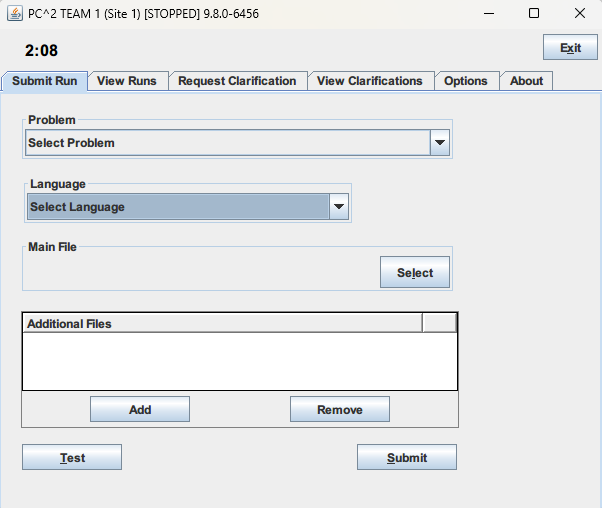 PC^2 TEAM 1 (Site 1) [STOPPED] 9.8.0-6456
2:08
Exit
Submit Run View Runs Request Clarification View Clarifications Options About
Problem
Select Problem
Language
Select Language
Main File
Select
Additional Files
Add Remove
Test Submit